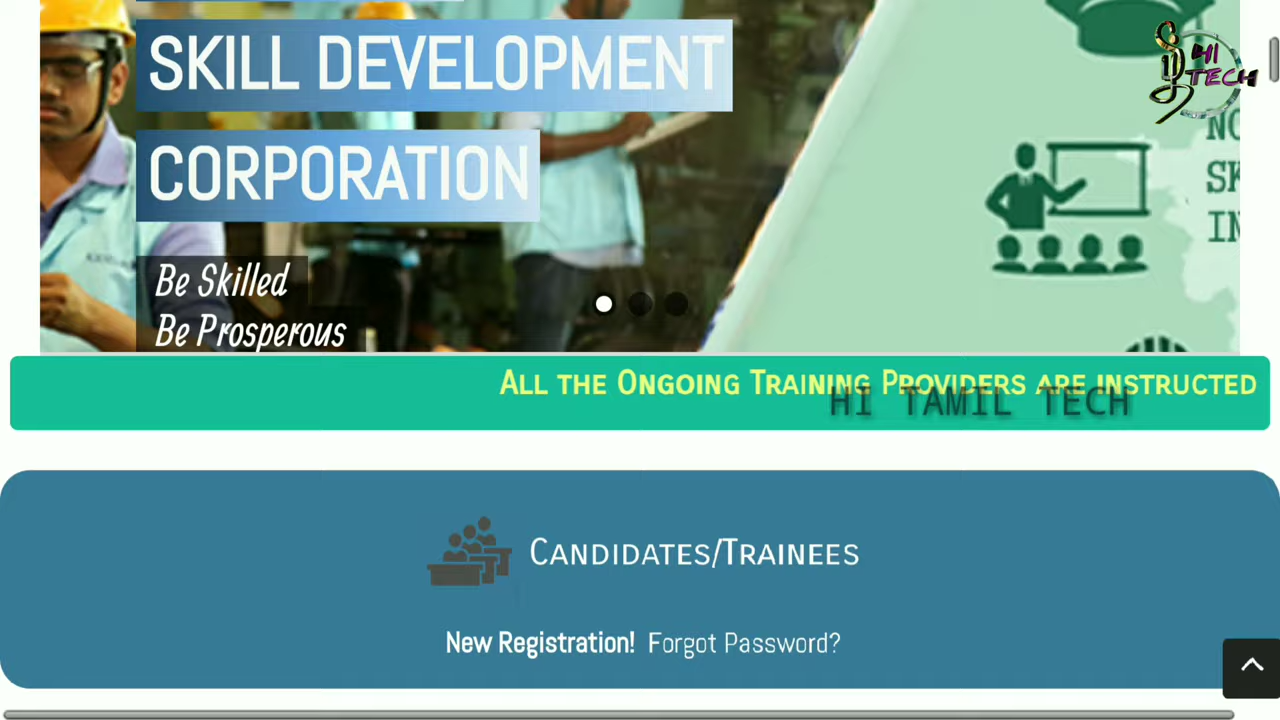 SKILL DEVELOPMENT
CORPORATION
Be Skilled
Be Prosperous
HI
TECH
ALL THE ONGOING TRAINING PROVIDERS ARE INSTRUCTED
HI TAMIL TECH
CANDIDATES/TRAINEES
New Registration! Forgot Password?